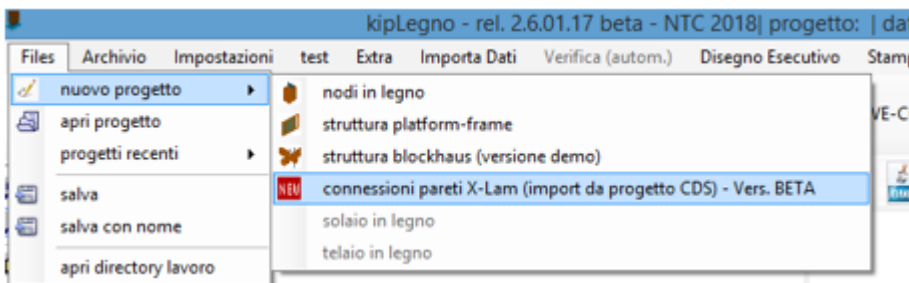 kipLegno - rel. 2.6.01.17 beta - NTC 2018| progetto: | da
Files Archivio Impostazioni test Extra Importa Dati Verifica (autom.) Disegno Esecutivo Stam
nuovo progetto
nodi in legno
apri progetto
struttura platform-frame
VE-C
progetti recenti
struttura blockhaus (versione demo)
salva
NEW connessioni pareti X-Lam (import da progetto CDS) - Vers. BETA
salva con nome
solaio in legno
telaio in legno
apri directory lavoro